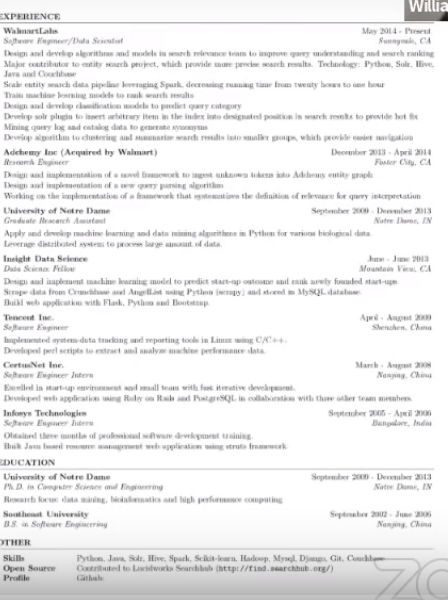 Willia
EXPERIENCE
WalmartLabs May 2014 - Present
Software Engineer/Data Scientist Sunnyvale, CA
Design and develop algorithms and models in search relevance team to improve query understanding and search ranking
Major contributor to entity search project, which provide more precise search results. Technology: Python, Solr, Hive,
Java and Couchbase
Scale entity search data pipeline leveraging Spark, decreasing running time from twenty hours to one hour
Train machine learning models to rank search results
Design and develop classification models to predict query category
Develop solr plugin to insert arbitrary item in the index into designated position in search results to provide hot fix
Mining query log and catalog data to generate synonyms
Develop algorithm to clustering and summarize search results into smaller groups, which provide easier navigation
Adchemy Inc (Acquired by Walmart) December 2013 - April 2014
Research Engineer Foster City, CA
Design and implementation of a novel framework to ingest unknown tokens into Adchemy entity graph
Design and implementation of a new query parsing algorithm
Working on the implementation of a framework that systematizes the definition of relevance for query interpretation
University of Notre Dame September 2009 - December 2013
Graduate Research Assistant Notre Dame, IN
Apply and develop machine learning and data mining algorithms in Python for various biological data.
Leverage distributed system to process large amount of data.
Insight Data Science June - June 2013
Data Science Fellow Mountain View, CA
Design and implement machine learning model to predict start-up outcome and rank newly founded start-ups
Scrape data from Crunchbase and AngelList using Python (scrapy) and stored in MySQL database.
Build web application with Flask, Python and Bootstrap.
Tencent Inc. April - August 2009
Software Engineer Shenzhen, China
Implemented system-data tracking and reporting tools in Linux using C/C++.
Developed perl scripts to extract and analyze machine performance data.
CertusNet Inc. March - August 2008
Software Engineer Intern Nanjing, China
Excelled in start-up environment and small team with fast iterative development.
Developed web application using Ruby on Rails and PostgreSQL in collaboration with three other team members.
Infosys Technologies September 2005 - April 2006
Software Engineer Intern Bangalore, India
Obtained three months of professional software development training.
Built Java based resource management web application using struts framework
EDUCATION
University of Notre Dame September 2009 - December 2013
Ph.D. in Computer Science and Engineering Notre Dame, IN
Research focus: data mining, bioinformatics and high performance computing
Southeast University September 2002 - June 2006
B.S. in Software Engineering Nanjing, China
OTHER
Skills Python, Java, Solr, Hive, Spark, Scikit-learn, Hadoop, Mysql, Django, Git, Couchbase
Open Source Contributed to Lucidworks Searchhub (http://find.searchhub.org/)
Profile Github:
ZO